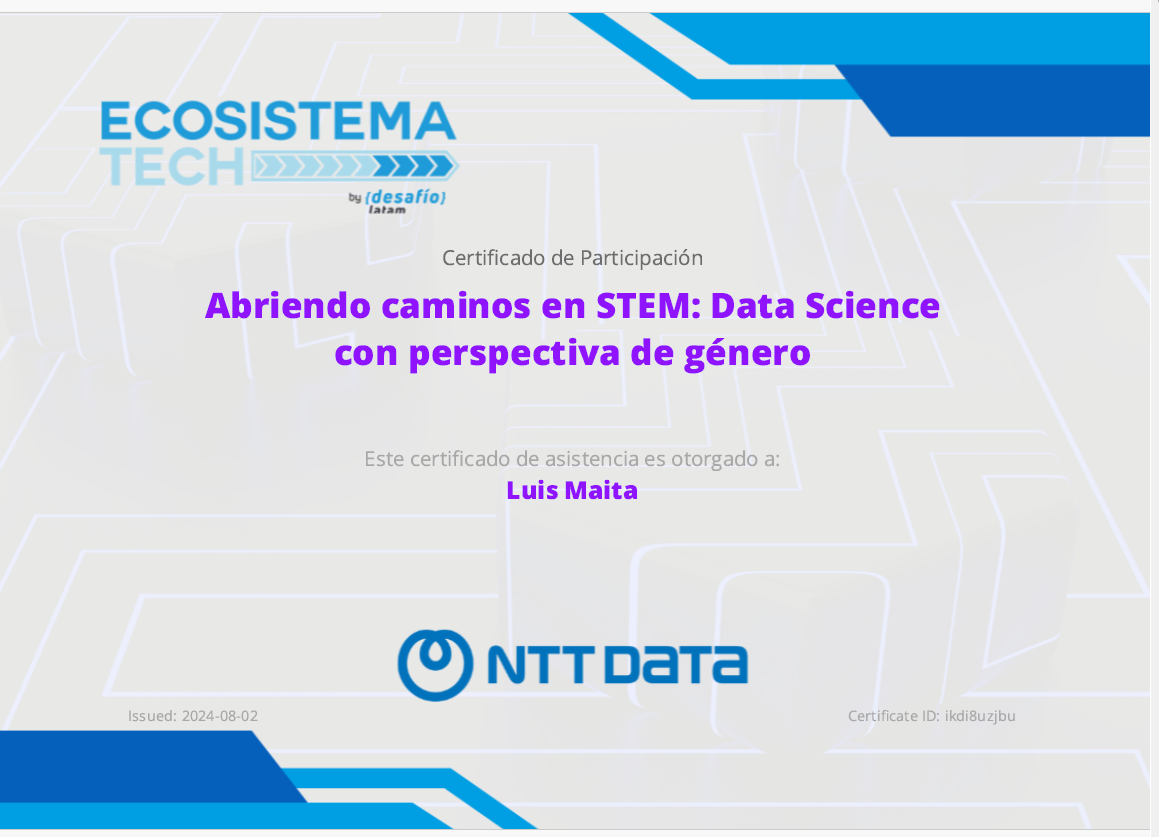 ECOSISTEMA
TECH
by {desafío}
latam
Certificado de Participación
Abriendo caminos en STEM: Data Science
con perspectiva de género
Este certificado de asistencia es otorgado a:
Luis Maita
NTT DATA
Issued: 2024-08-02
Certificate ID: ikdi8uzjbu